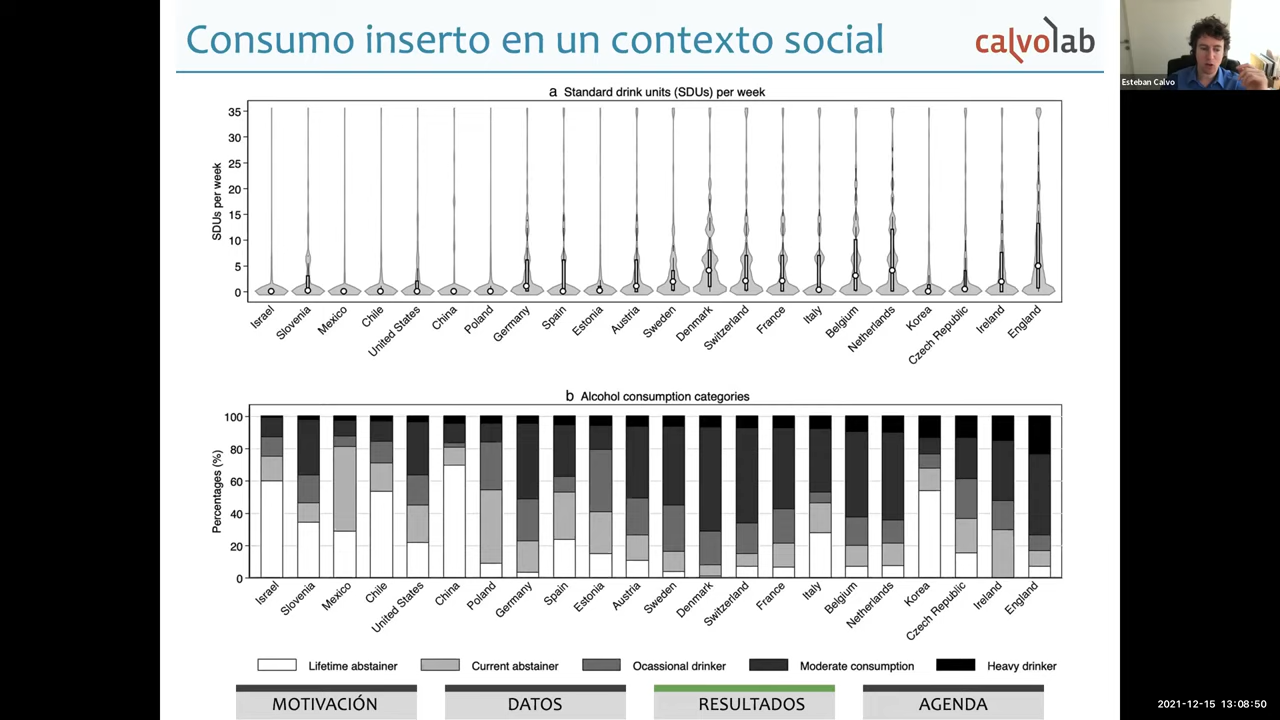 Consumo inserto en un contexto social
calvolab
Esteban Calvo
a Standard drink units (SDUs) per week
SDUs per week
35
30
25
20
15
10
5
0
Israel
Slovenia
Mexico
Chile
United States
China
Poland
Germany
Spain
Estonia
Austria
Sweden
Denmark
Switzerland
France
Italy
Belgium
Netherlands
Korea
Czech Republic
Ireland
England
b Alcohol consumption categories
Percentages (%)
100
80
60
40
20
0
Israel
Slovenia
Mexico
Chile
United States
China
Poland
Germany
Spain
Estonia
Austria
Sweden
Denmark
Switzerland
France
Italy
Belgium
Netherlands
Korea
Czech Republic
Ireland
England
Lifetime abstainer
Current abstainer
Ocassional drinker
Moderate consumption
Heavy drinker
MOTIVACIÓN
DATOS
RESULTADOS
AGENDA
2021-12-15 13:08:50